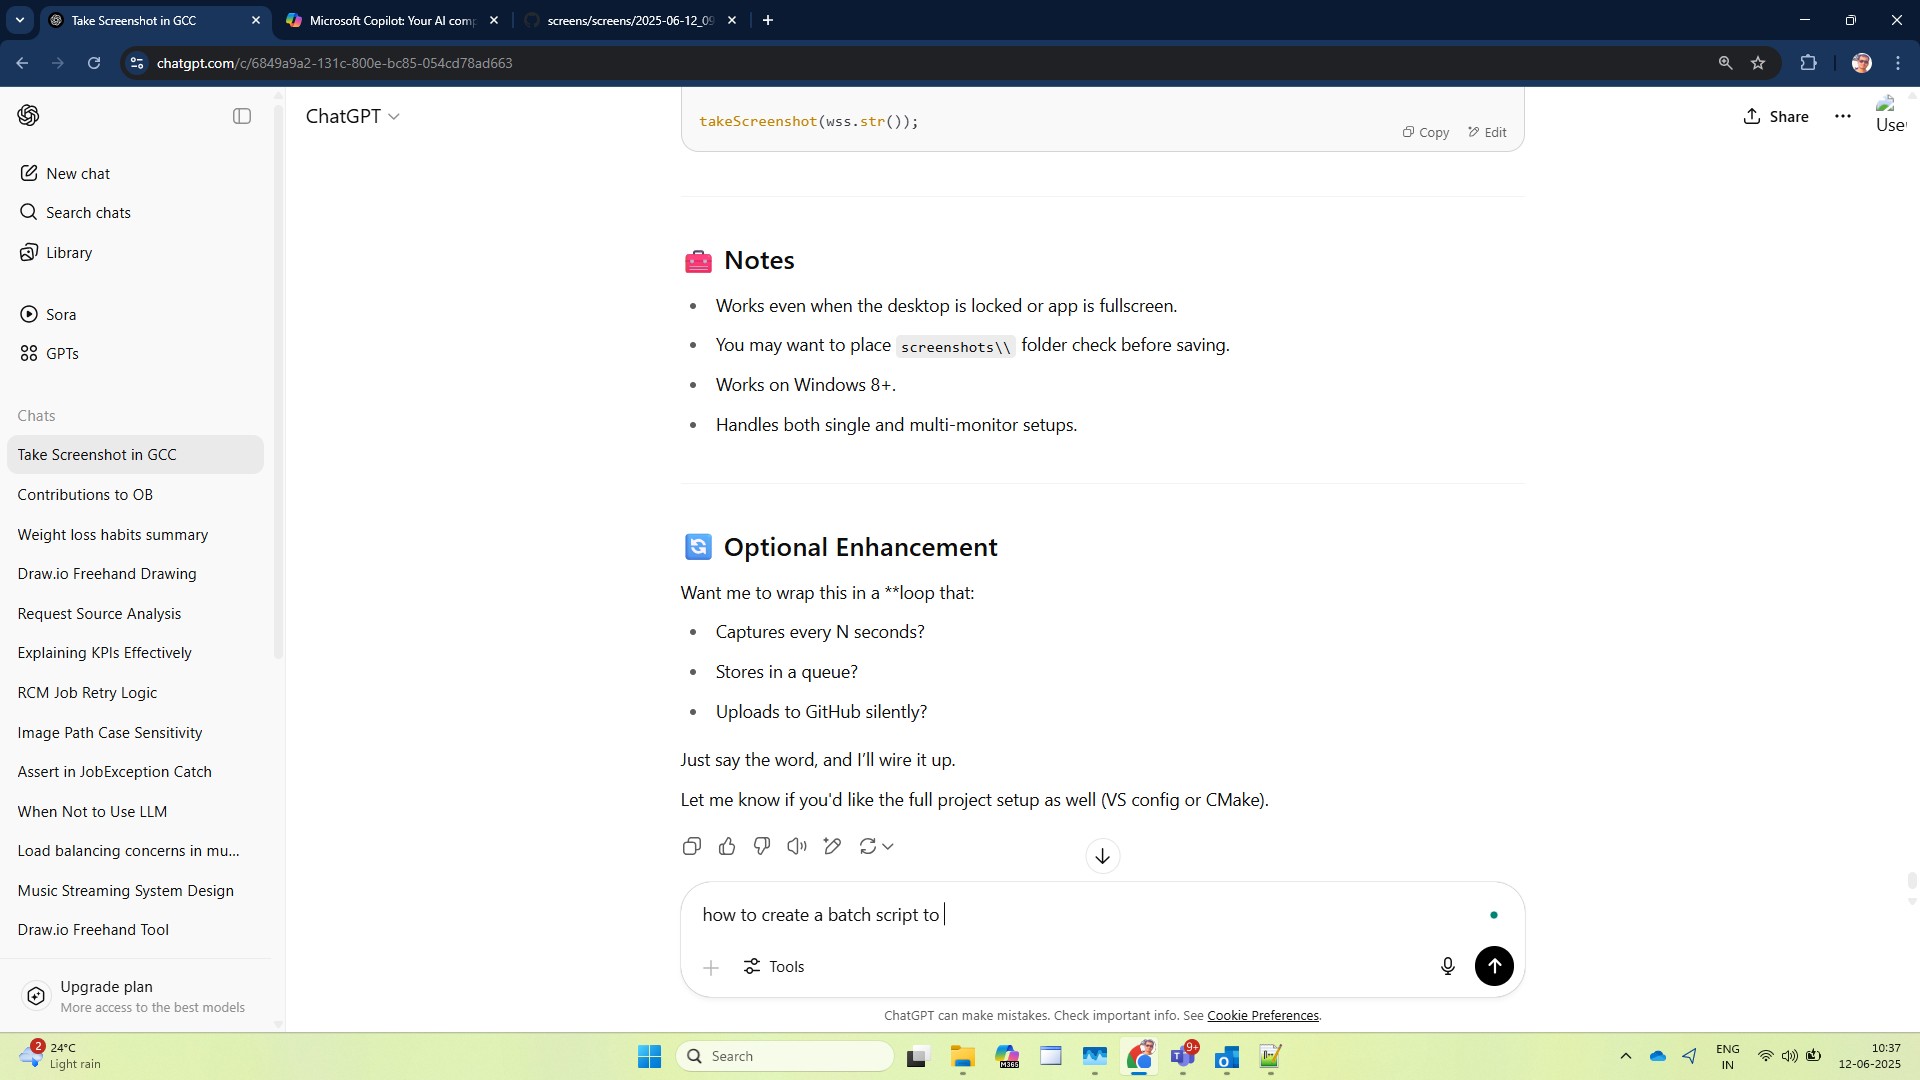 Take Screenshot in GCC
Microsoft Copilot: Your AI comp
screens/screens/2025-06-12_09
chatgpt.com/c/6849a9a2-131c-800e-bc85-054cd78ad663
ChatGPT
Share
Use
New chat
Search chats
Library
Sora
GPTs
Chats
Take Screenshot in GCC
Contributions to OB
Weight loss habits summary
Draw.io Freehand Drawing
Request Source Analysis
Explaining KPIs Effectively
RCM Job Retry Logic
Image Path Case Sensitivity
Assert in JobException Catch
When Not to Use LLM
Load balancing concerns in mu...
Music Streaming System Design
Draw.io Freehand Tool
Upgrade plan
More access to the best models
takeScreenshot(wss.str());
Copy
Edit
Notes
Works even when the desktop is locked or app is fullscreen.
You may want to place screenshots\\ folder check before saving.
Works on Windows 8+.
Handles both single and multi-monitor setups.
Optional Enhancement
Want me to wrap this in a **loop that:
Captures every N seconds?
Stores in a queue?
Uploads to GitHub silently?
Just say the word, and I’ll wire it up.
Let me know if you'd like the full project setup as well (VS config or CMake).
how to create a batch script to
Tools
ChatGPT can make mistakes. Check important info. See Cookie Preferences.
2
24°C
Light rain
Search
M365
9+
ENG
IN
10:37
12-06-2025